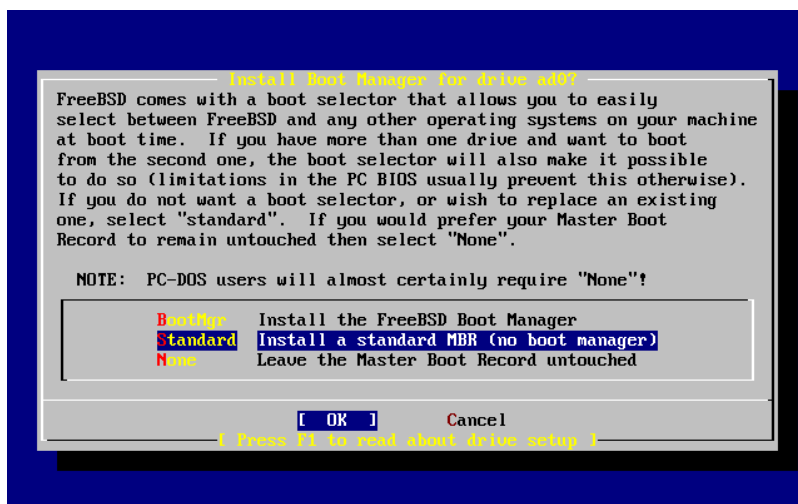 Install Boot Manager for drive ad0?
FreeBSD comes with a boot selector that allows you to easily
select between FreeBSD and any other operating systems on your machine
at boot time.  If you have more than one drive and want to boot
from the second one, the boot selector will also make it possible
to do so (limitations in the PC BIOS usually prevent this otherwise).
If you do not want a boot selector, or wish to replace an existing
one, select "standard".  If you would prefer your Master Boot
Record to remain untouched then select "None".
NOTE:  PC-DOS users will almost certainly require "None"!
BootMgr   Install the FreeBSD Boot Manager
Standard  Install a standard MBR (no boot manager)
None      Leave the Master Boot Record untouched
[  OK  ]       Cancel
[ Press F1 to read about drive setup ]